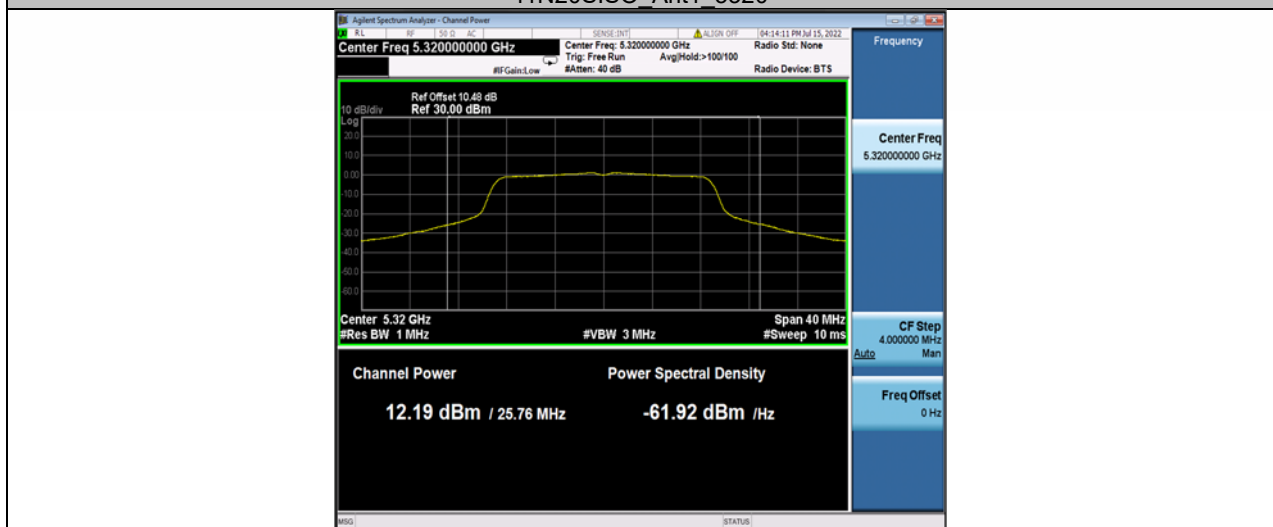 11N20SISO_Ant1_5320
Agilent Spectrum Analyzer - Channel Power
RL RF 50 Ω AC SENSE:INT ALIGN OFF 04:14:11 PM Jul 15, 2022
Center Freq 5.320000000 GHz
Center Freq: 5.320000000 GHz
Radio Std: None
Trig: Free Run Avg|Hold:>100/100
#IFGain:Low
#Atten: 40 dB
Radio Device: BTS
Frequency
Ref Offset 10.48 dB
10 dB/div Ref 30.00 dBm
Log
20.0
10.0
0.00
-10.0
-20.0
-30.0
-40.0
-50.0
-60.0
Center Freq
5.320000000 GHz
Center 5.32 GHz Span 40 MHz
#Res BW 1 MHz #VBW 3 MHz #Sweep 10 ms
CF Step
4.000000 MHz
Auto Man
Channel Power Power Spectral Density
12.19 dBm / 25.76 MHz -61.92 dBm /Hz
Freq Offset
0 Hz
MSG STATUS